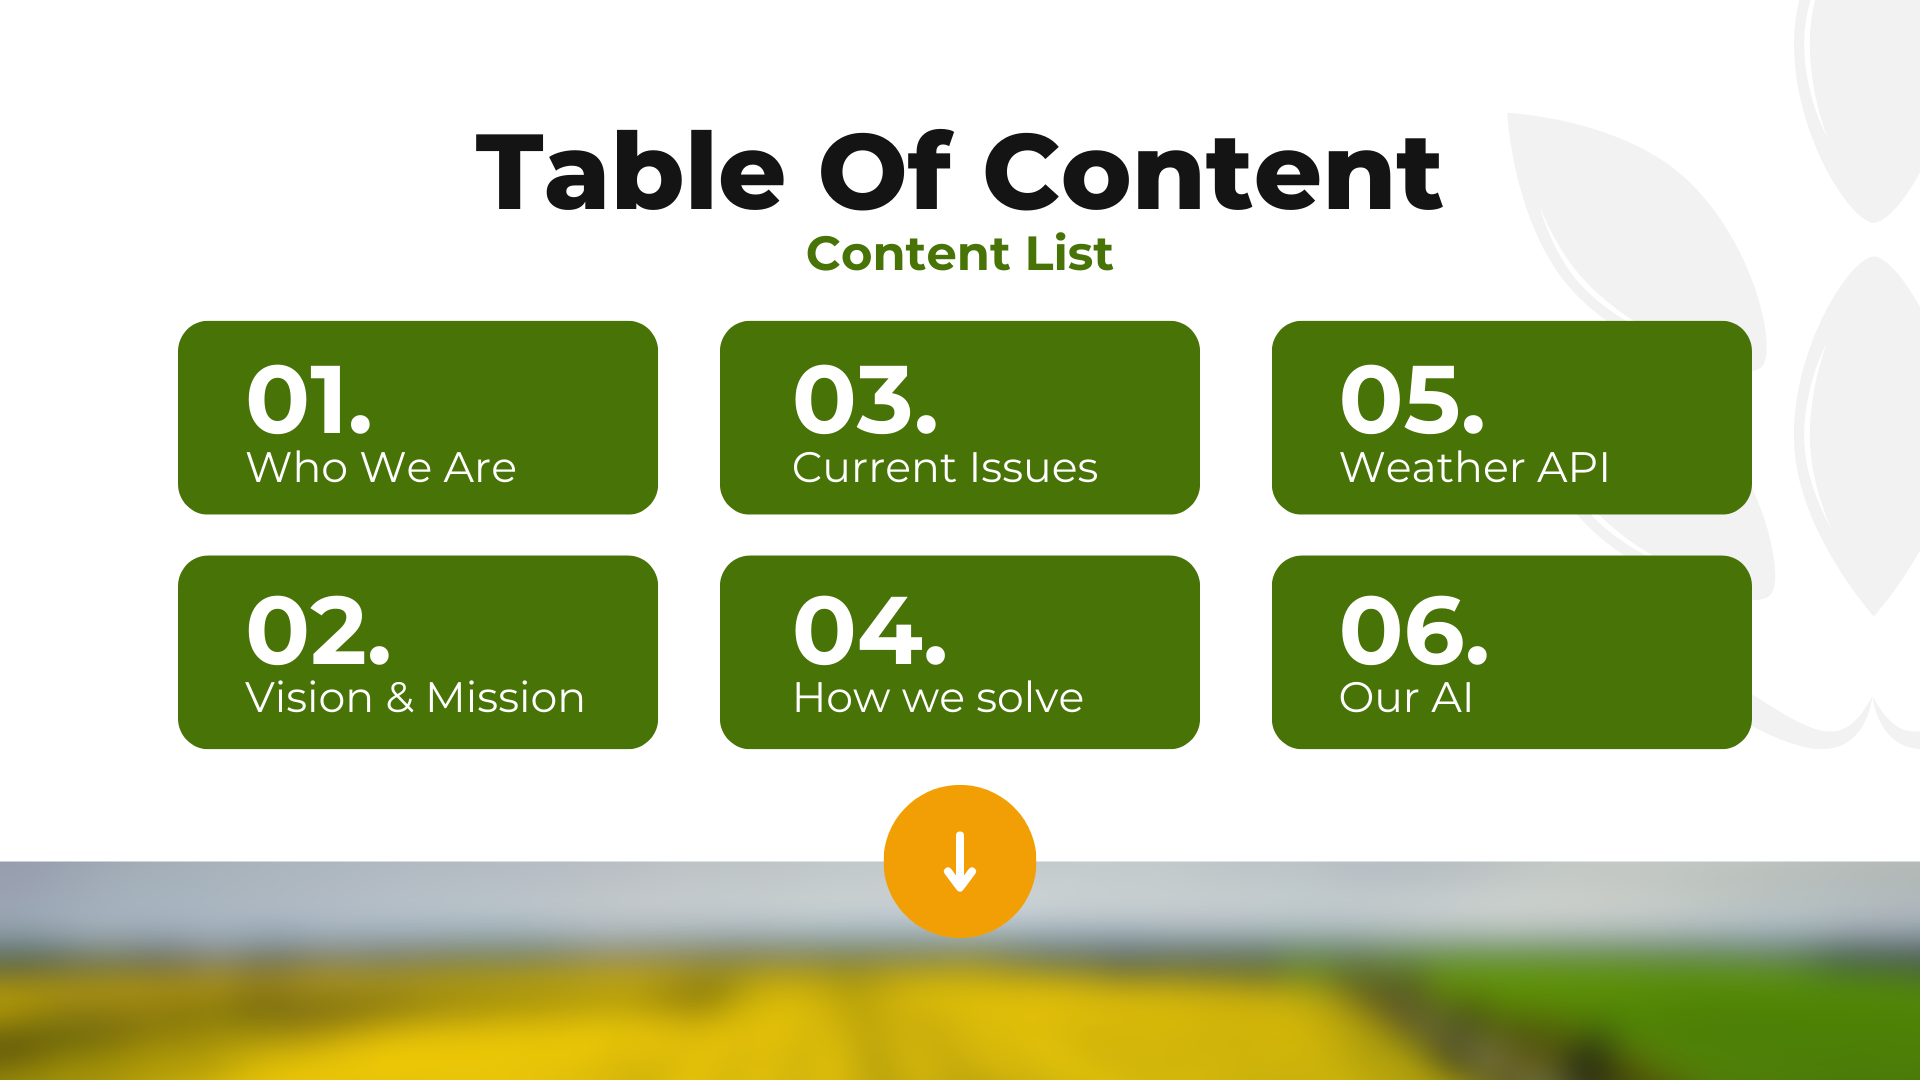 Table Of Content
Content List
01.
Who We Are
02.
Vision & Mission
03.
Current Issues
04.
How we solve
05.
Weather API
06.
Our AI